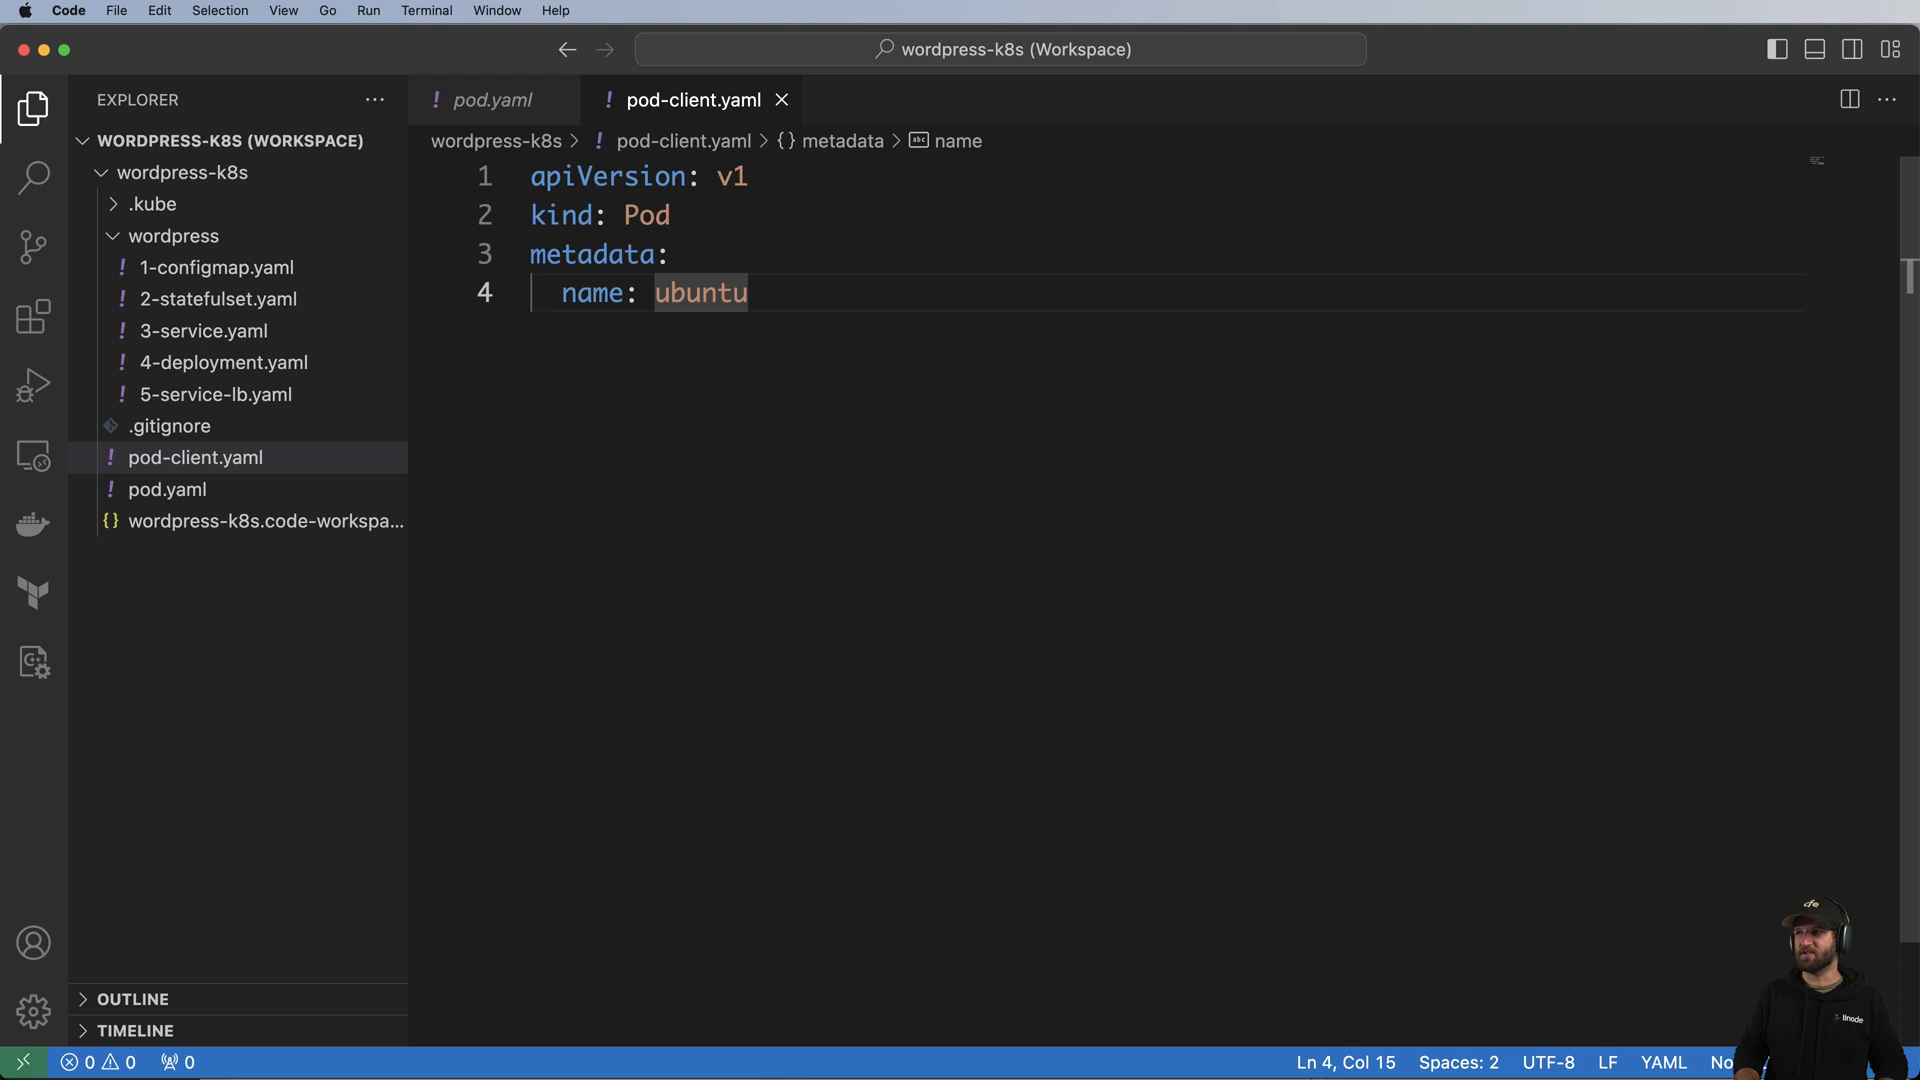 Code File Edit Selection View Go Run Terminal Window Help
wordpress-k8s (Workspace)
EXPLORER
WORDPRESS-K8S (WORKSPACE)
wordpress-k8s
.kube
wordpress
! 1-configmap.yaml
! 2-statefulset.yaml
! 3-service.yaml
! 4-deployment.yaml
! 5-service-lb.yaml
.gitignore
! pod-client.yaml
! pod.yaml
{} wordpress-k8s.code-workspa...
OUTLINE
TIMELINE
! pod.yaml
! pod-client.yaml
wordpress-k8s > ! pod-client.yaml > {} metadata > abc name
1 apiVersion: v1
2 kind: Pod
3 metadata:
4 name: ubuntu
cfe
linode
0 0 0
Ln 4, Col 15 Spaces: 2 UTF-8 LF YAML No